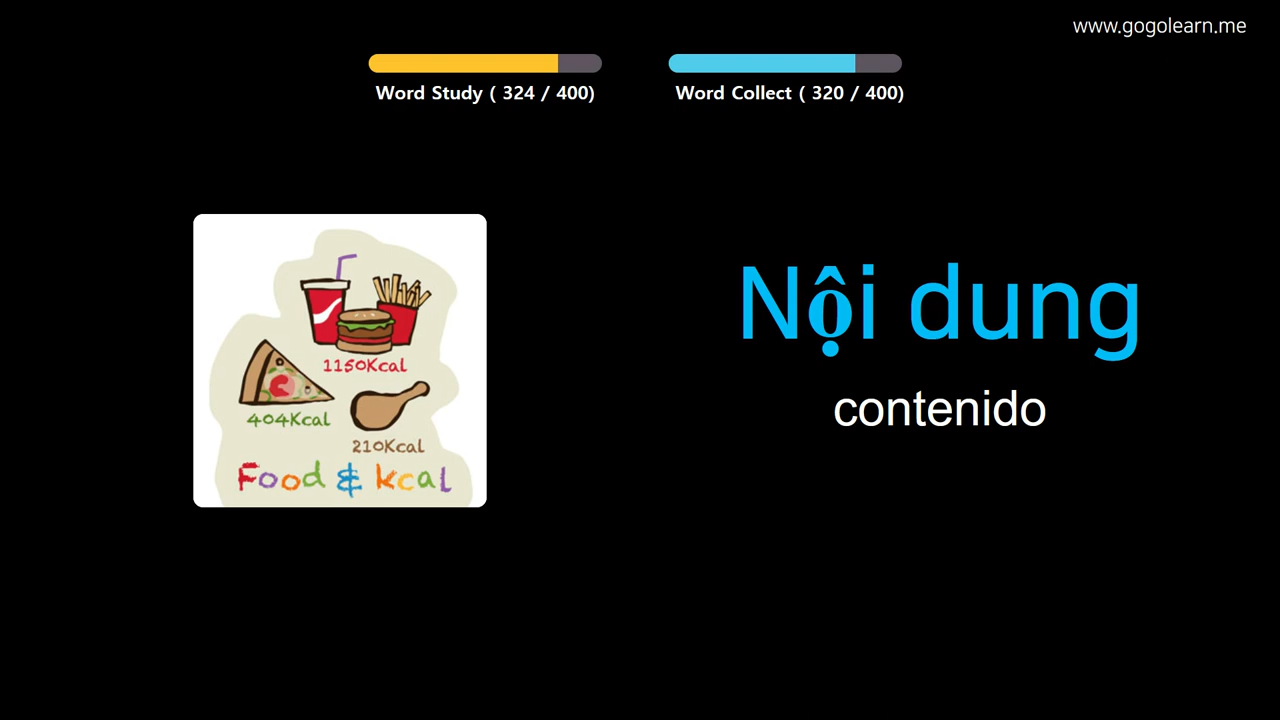 www.gogolearn.me
Word Study ( 324 / 400)
Word Collect ( 320 / 400)
1150Kcal
404Kcal
210Kcal
Food & kcal
Nội dung
contenido